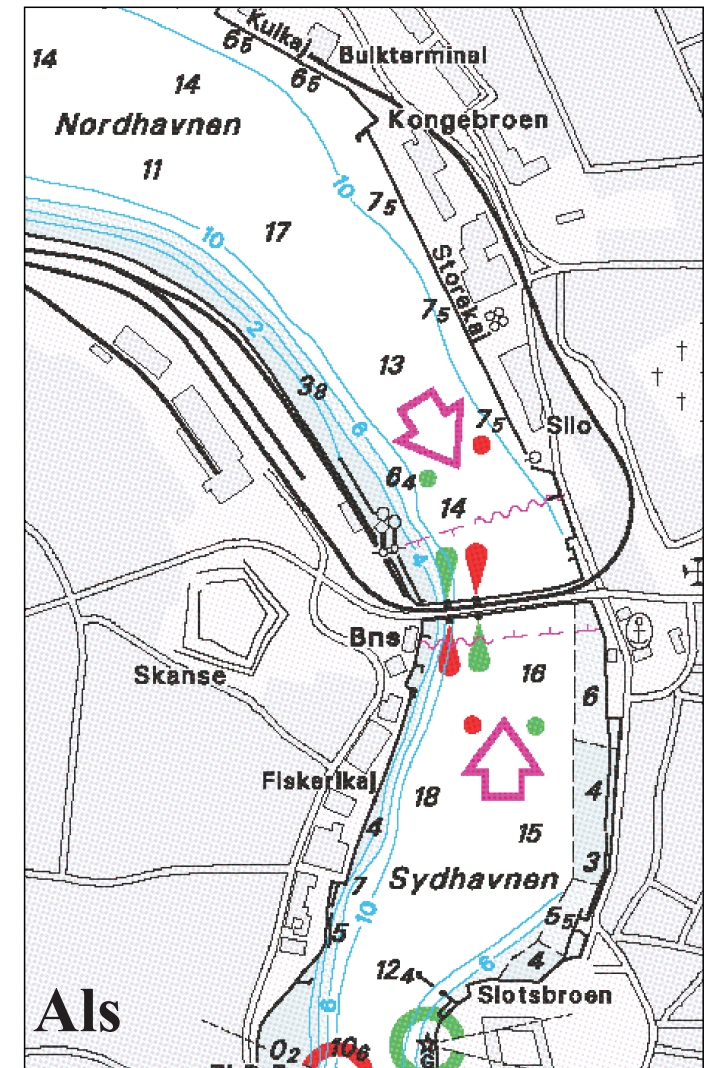 Kulkaj
6₅
Bulkterminal
14
6₅
14
Nordhavnen
Kongebroen
11
10
7₅
10
17
Storekaj
7₅
2
13
3₈
6
7₅
Silo
6₄
14
4
Bns
16
Skanse
6
Fiskerikaj
18
4
4
15
7
3
Sydhavnen
10
5₅
5
6
4
12₄
Slotsbroen
Als
0₂
10₆